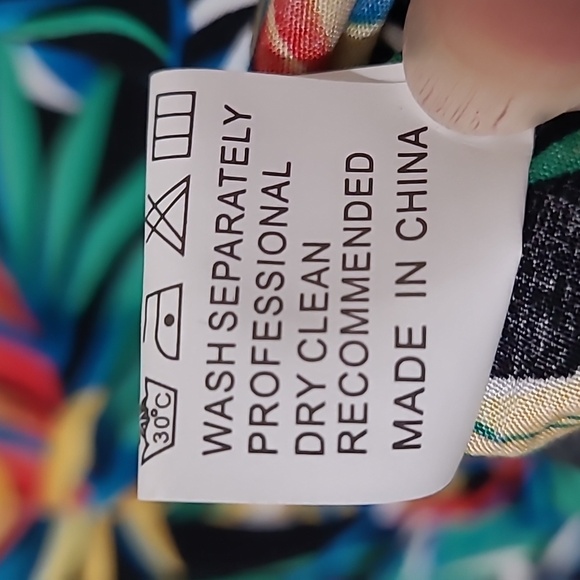 30°C
WASH SEPARATELY
PROFESSIONAL
DRY CLEAN
RECOMMENDED
MADE IN CHINA